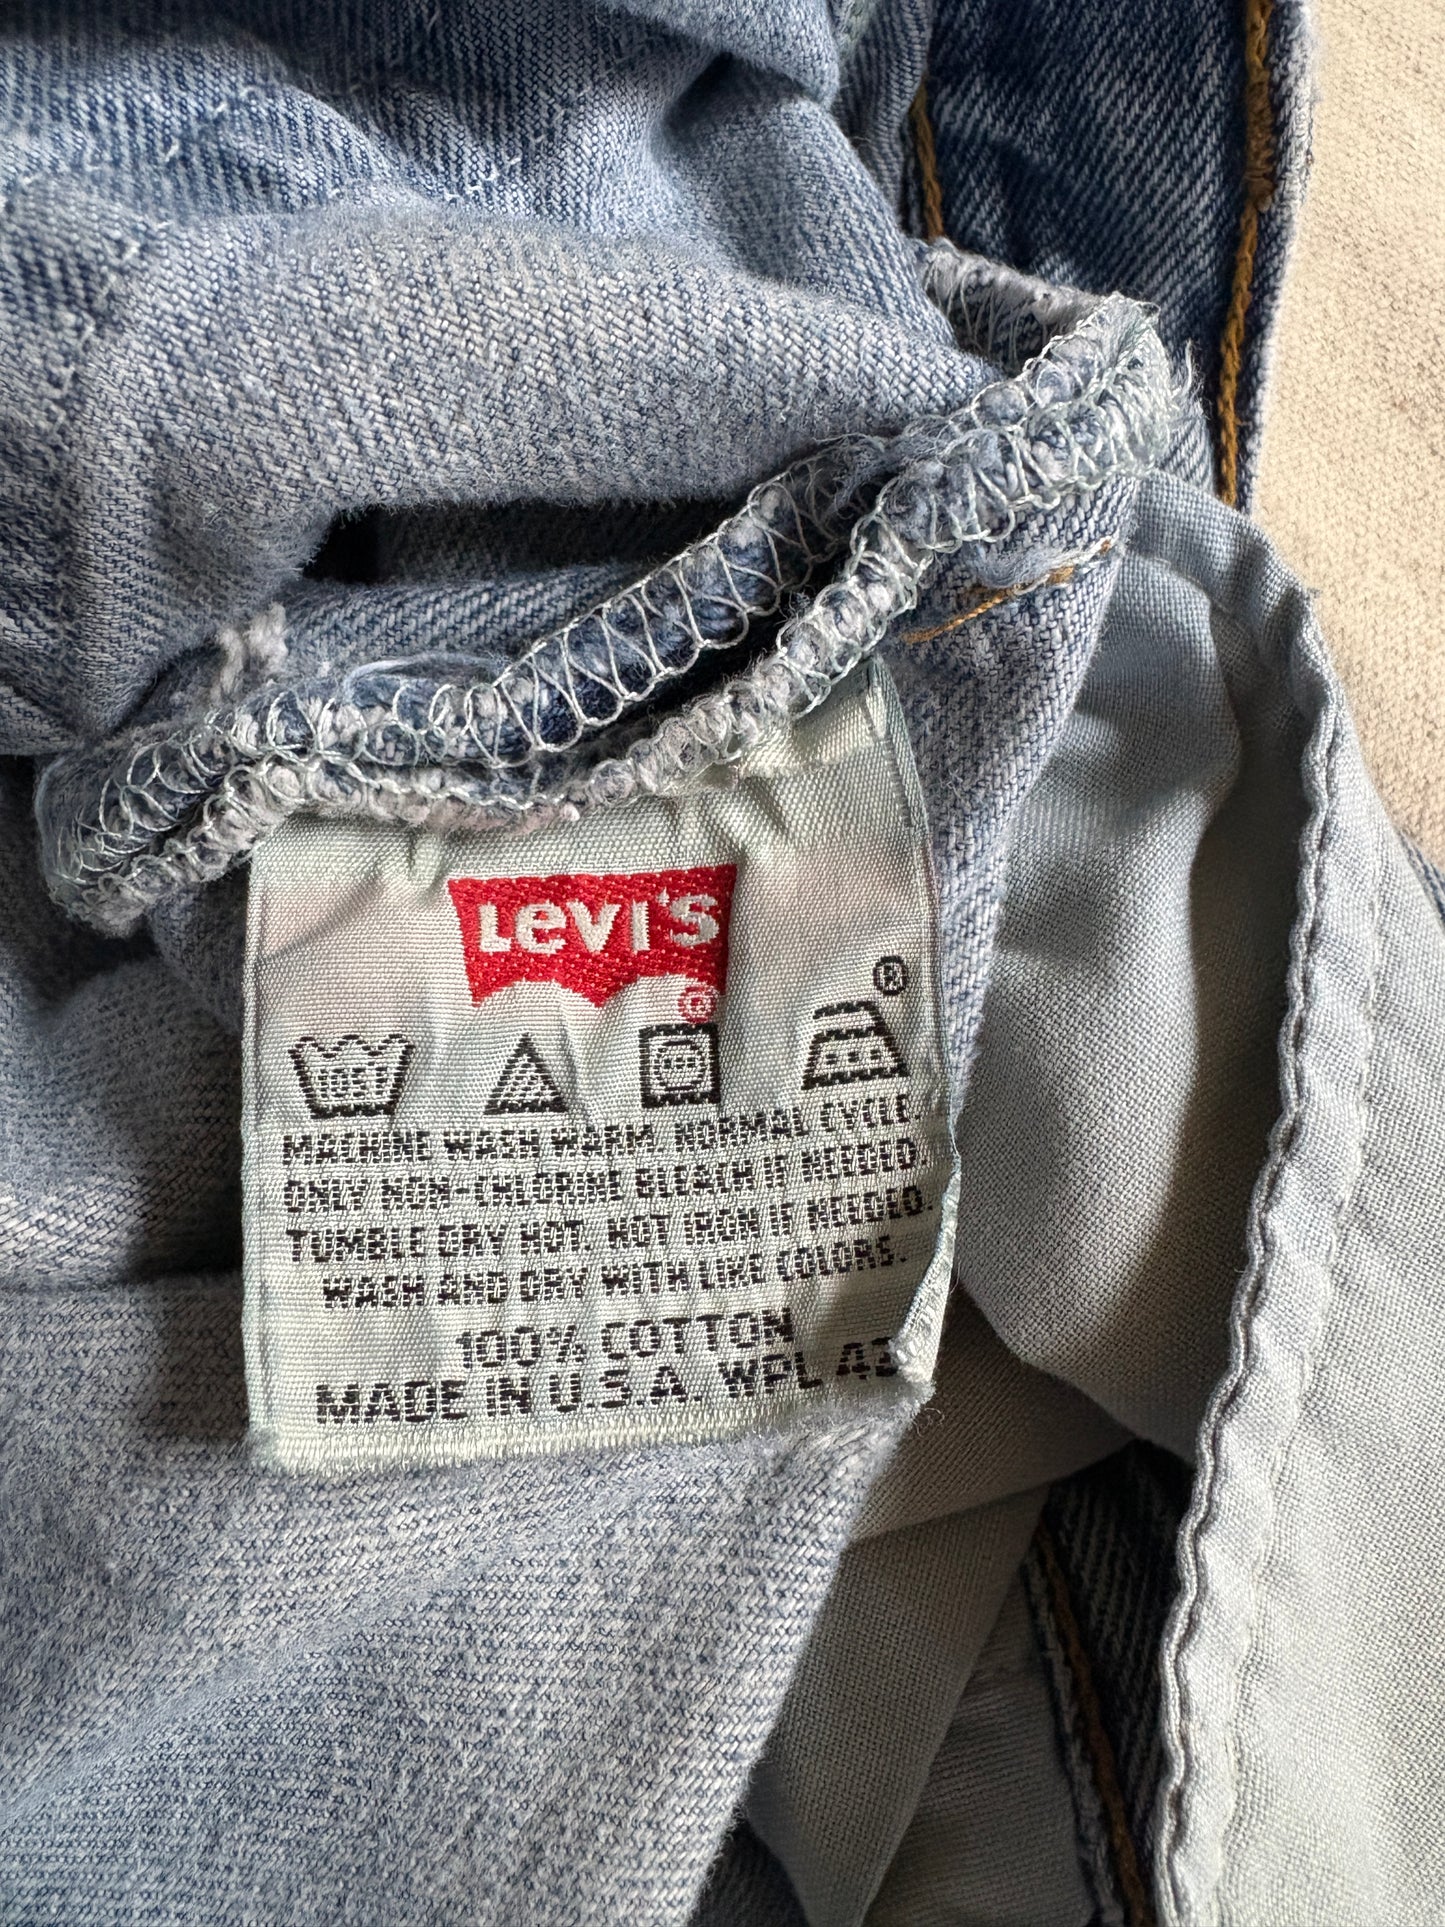 LEVI'S ®
®
105F
MACHINE WASH WARM. NORMAL CYCLE.
ONLY NON-CHLORINE BLEACH IF NEEDED.
TUMBLE DRY HOT. HOT IRON IF NEEDED.
WASH AND DRY WITH LIKE COLORS.
100% COTTON
MADE IN U.S.A. WPL